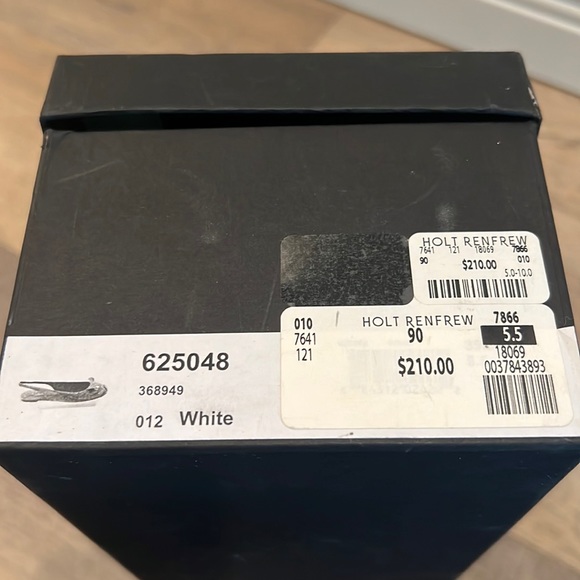 HOLT RENFREW
7641 121 18069 7866
90 $210.00 010
5.0-10.0
010 HOLT RENFREW 7866
7641 90 5.5
121 $210.00 18069
0037843893
625048
368949
012 White